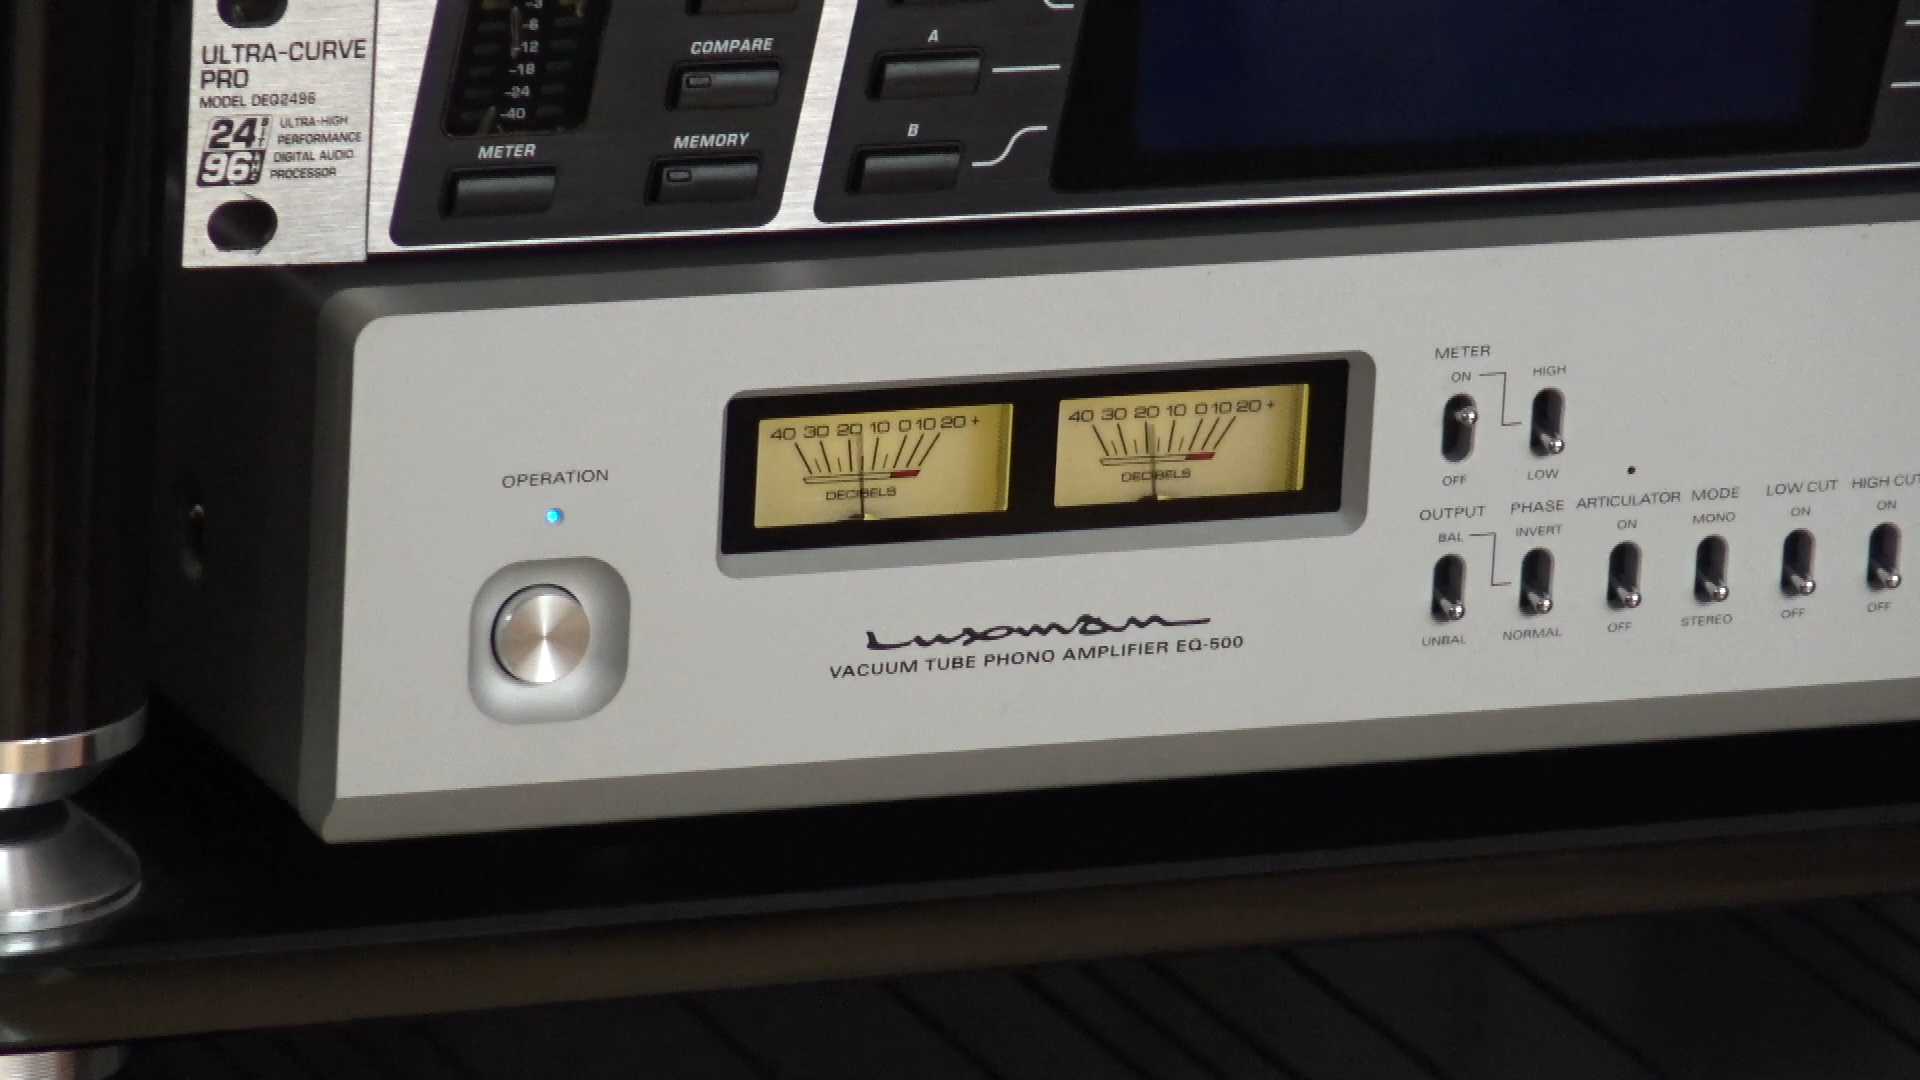 ULTRA-CURVE
PRO
MODEL DEQ2496
24 BIT
96 kHz
ULTRA-HIGH
PERFORMANCE
DIGITAL AUDIO
PROCESSOR
-3
-6
-12
-18
-24
-40
METER
COMPARE
MEMORY
A
B
OPERATION
40 30 20 10 0 10 20 +
DECIBELS
40 30 20 10 0 10 20 +
DECIBELS
LUXMAN
VACUUM TUBE PHONO AMPLIFIER EQ-500
METER
ON
HIGH
OFF
LOW
OUTPUT
PHASE
ARTICULATOR
MODE
LOW CUT
HIGH CUT
BAL
INVERT
ON
MONO
ON
ON
UNBAL
NORMAL
OFF
STEREO
OFF
OFF